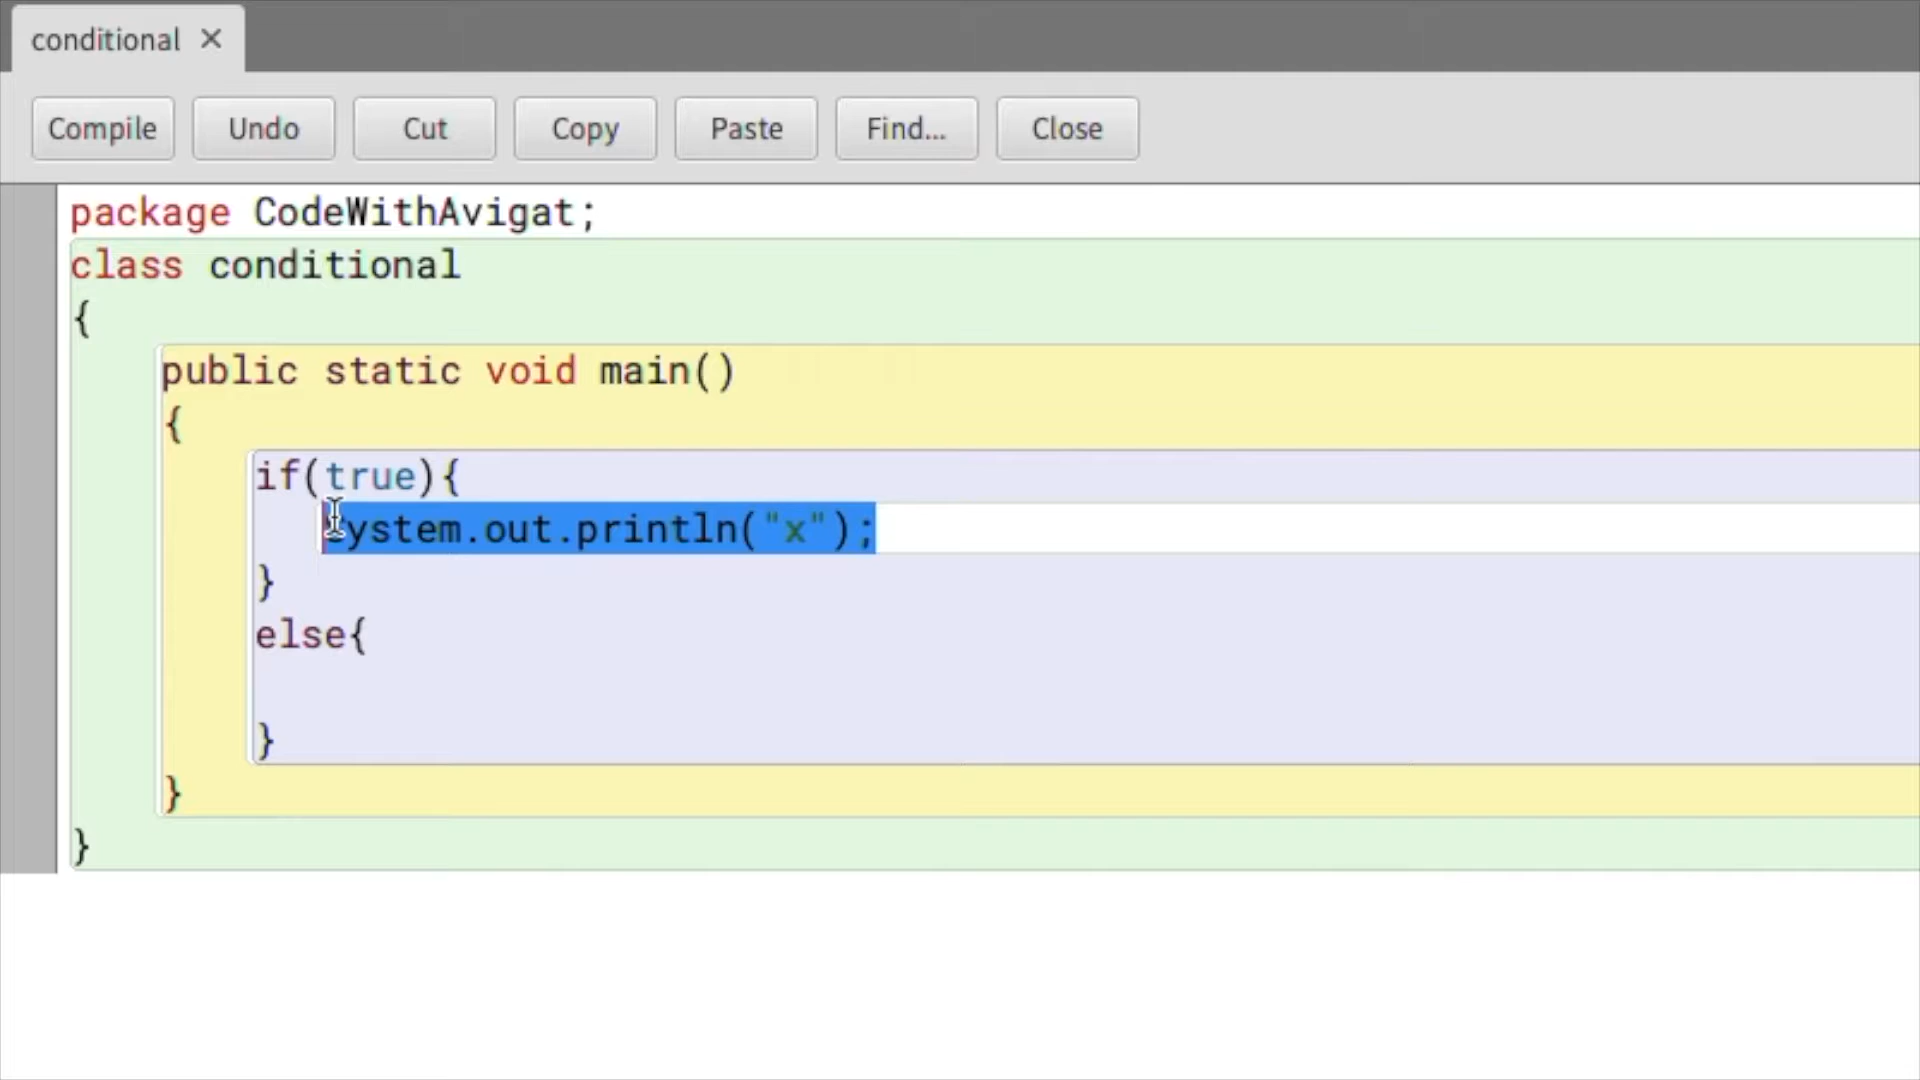 conditional ✕
Compile Undo Cut Copy Paste Find... Close
package CodeWithAvigat;
class conditional
{
public static void main()
{
if(true){
System.out.println("x");
}
else{
}
}
}